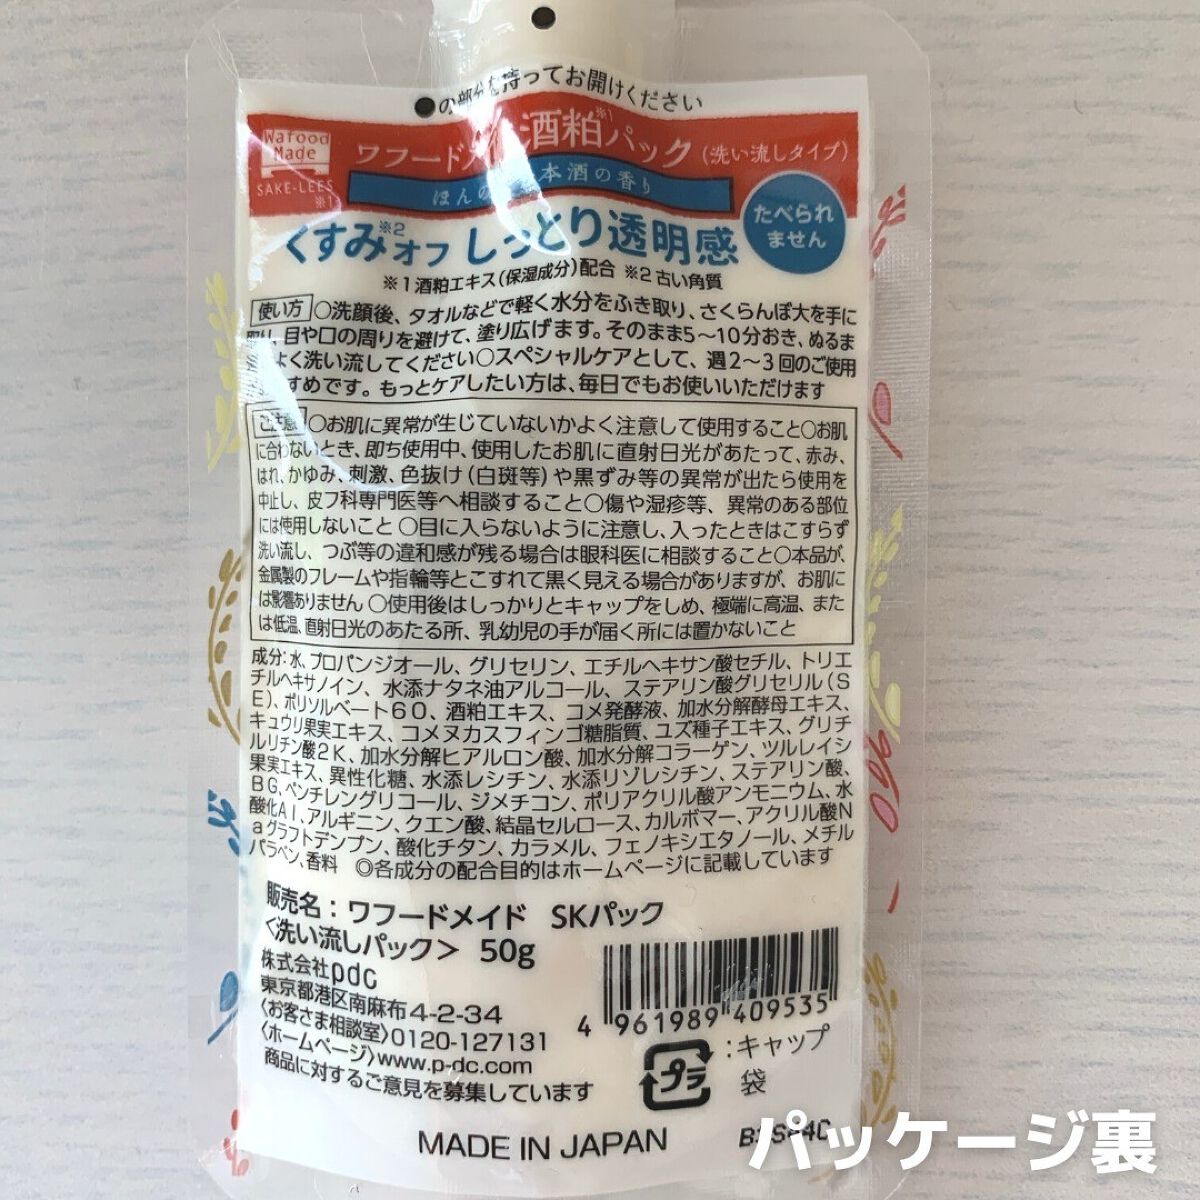 ●の部分を持ってお開けください
Wafood Made
SAKE-LEES
※1
ワフードメイ 酒粕※1パック(洗い流しタイプ)
ほんの 本酒の香り
くすみ※2オフ しっとり透明感
たべられ
ません
※1酒粕エキス(保湿成分)配合 ※2古い角質
使い方 〇洗顔後、タオルなどで軽く水分をふき取り、さくらんぼ大を手に
取り、目や口の周りを避けて、塗り広げます。そのまま5～10分おき、ぬるま
よく洗い流してください〇スペシャルケアとして、週2～3回のご使用
すすめです。もっとケアしたい方は、毎日でもお使いいただけます
ご注意 〇お肌に異常が生じていないかよく注意して使用すること〇お肌
に合わないとき、即ち使用中、使用したお肌に直射日光があたって、赤み、
はれ、かゆみ、刺激、色抜け(白斑等)や黒ずみ等の異常が出たら使用を
中止し、皮フ科専門医等へ相談すること〇傷や湿疹等、異常のある部位
には使用しないこと 〇目に入らないように注意し、入ったときはこすらず
洗い流し、つぶ等の違和感が残る場合は眼科医に相談すること〇本品が、
金属製のフレームや指輪等とこすれて黒く見える場合がありますが、お肌に
は影響ありません 〇使用後はしっかりとキャップをしめ、極端に高温、また
は低温、直射日光のあたる所、乳幼児の手が届く所には置かないこと
成分:水、プロパンジオール、グリセリン、エチルヘキサン酸セチル、トリエ
チルヘキサノイン、水添ナタネ油アルコール、ステアリン酸グリセリル(S
E)、ポリソルベート60、酒粕エキス、コメ発酵液、加水分解酵母エキス、
キュウリ果実エキス、コメヌカスフィンゴ糖脂質、ユズ種子エキス、グリチ
ルリチン酸2K、加水分解ヒアルロン酸、加水分解コラーゲン、ツルレイシ
果実エキス、異性化糖、水添レシチン、水添リゾレシチン、ステアリン酸、
BG、ペンチレングリコール、ジメチコン、ポリアクリル酸アンモニウム、水
酸化Al、アルギニン、クエン酸、結晶セルロース、カルボマー、アクリル酸N
aグラフトデンプン、酸化チタン、カラメル、フェノキシエタノール、メチル
パラベン、香料 ◎各成分の配合目的はホームページに記載しています
販売名：ワフードメイド SKパック
<洗い流しパック> 50g
株式会社pdc
東京都港区南麻布4-2-34
〈お客さま相談室〉0120-127131
〈ホームページ〉www.p-dc.com
商品に対するご意見を募集しています
4 961989 409535
プラ
:キャップ
袋
MADE IN JAPAN
パッケージ裏